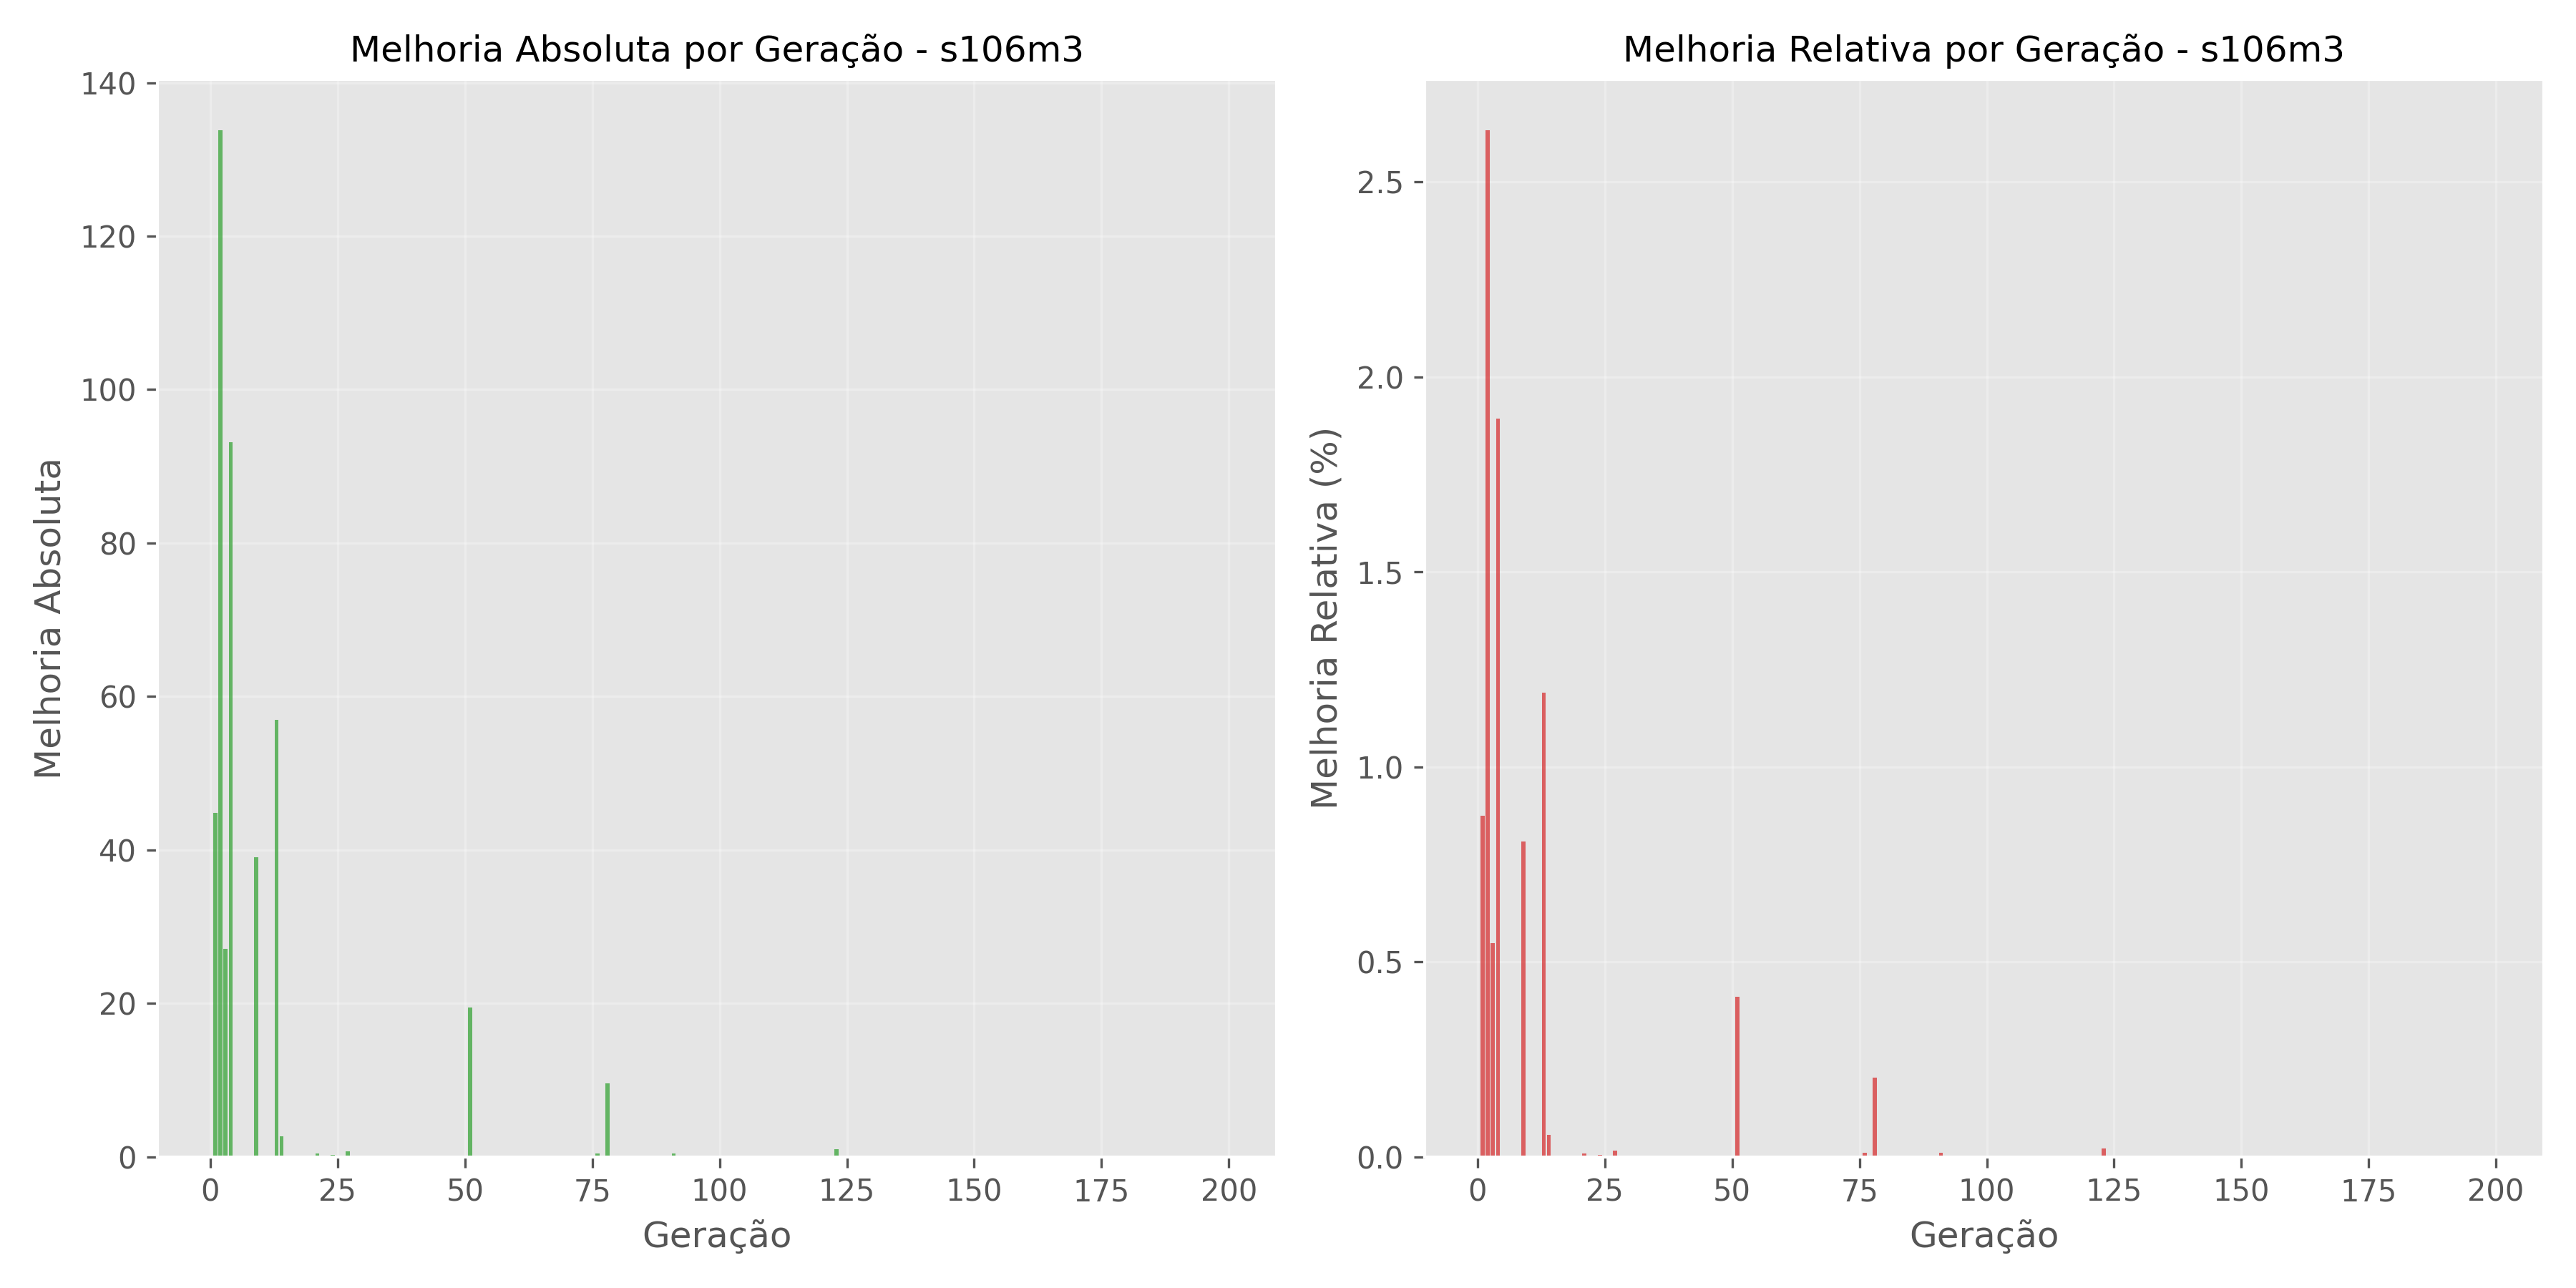 Melhoria Absoluta por Geração - s106m3
Melhoria Absoluta
140
120
100
80
60
40
20
0
0 25 50 75 100 125 150 175 200
Geração
Melhoria Relativa por Geração - s106m3
Melhoria Relativa (%)
2.5
2.0
1.5
1.0
0.5
0.0
0 25 50 75 100 125 150 175 200
Geração